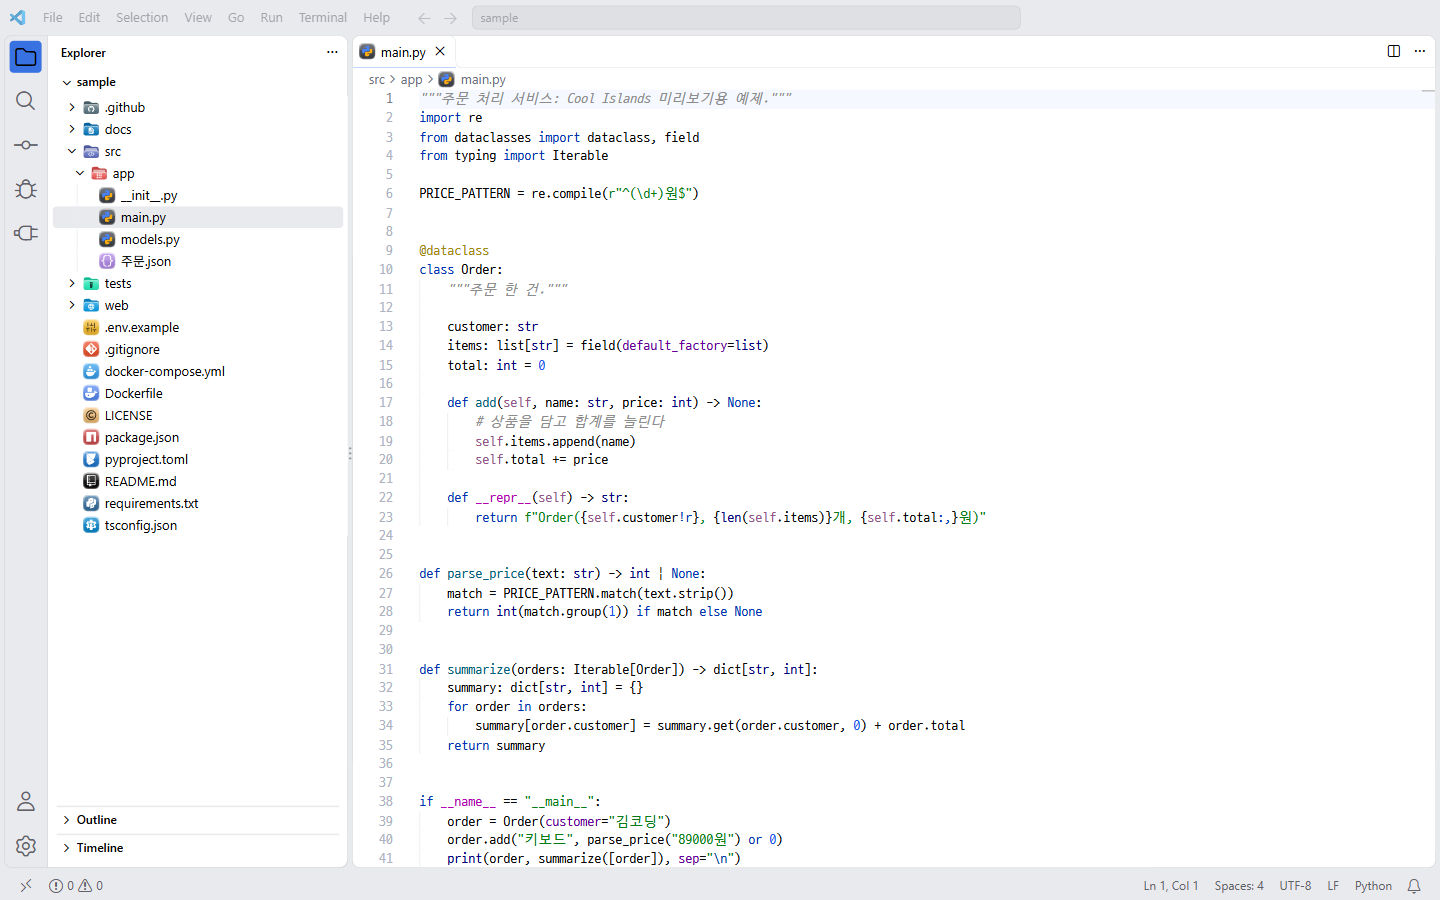 File Edit Selection View Go Run Terminal Help
sample
Explorer
sample
.github
docs
src
app
__init__.py
main.py
models.py
주문.json
tests
web
.env.example
.gitignore
docker-compose.yml
Dockerfile
LICENSE
package.json
pyproject.toml
README.md
requirements.txt
tsconfig.json
Outline
Timeline
main.py
src > app > main.py
1 """주문 처리 서비스: Cool Islands 미리보기용 예제."""
2 import re
3 from dataclasses import dataclass, field
4 from typing import Iterable
5
6 PRICE_PATTERN = re.compile(r"^(\d+)원$")
7
8
9 @dataclass
10 class Order:
11     """주문 한 건."""
12
13     customer: str
14     items: list[str] = field(default_factory=list)
15     total: int = 0
16
17     def add(self, name: str, price: int) -> None:
18         # 상품을 담고 합계를 늘린다
19         self.items.append(name)
20         self.total += price
21
22     def __repr__(self) -> str:
23         return f"Order({self.customer!r}, {len(self.items)}개, {self.total:,}원)"
24
25
26 def parse_price(text: str) -> int | None:
27     match = PRICE_PATTERN.match(text.strip())
28     return int(match.group(1)) if match else None
29
30
31 def summarize(orders: Iterable[Order]) -> dict[str, int]:
32     summary: dict[str, int] = {}
33     for order in orders:
34         summary[order.customer] = summary.get(order.customer, 0) + order.total
35     return summary
36
37
38 if __name__ == "__main__":
39     order = Order(customer="김코딩")
40     order.add("키보드", parse_price("89000원") or 0)
41     print(order, summarize([order]), sep="\n")
0 0
Ln 1, Col 1 Spaces: 4 UTF-8 LF Python